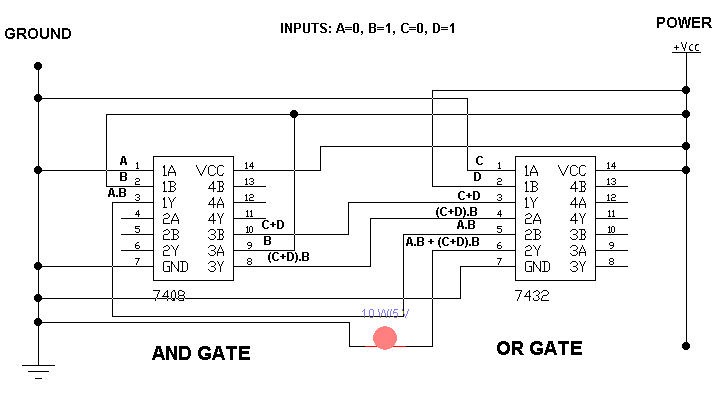 INPUTS: A=0, B=1, C=0, D=1
GROUND
POWER
+Vcc
A 1 1A VCC 14
B 2 1B 4B 13
A.B 3 1Y 4A 12
4 2A 4Y 11
5 2B 3B 10 C+D
6 2Y 3A 9 B
7 GND 3Y 8 (C+D).B
7408
C 1 1A VCC 14
D 2 1B 4B 13
C+D 3 1Y 4A 12
(C+D).B 4 2A 4Y 11
A.B 5 2B 3B 10
A.B + (C+D).B 6 2Y 3A 9
7 GND 3Y 8
7432
AND GATE
OR GATE